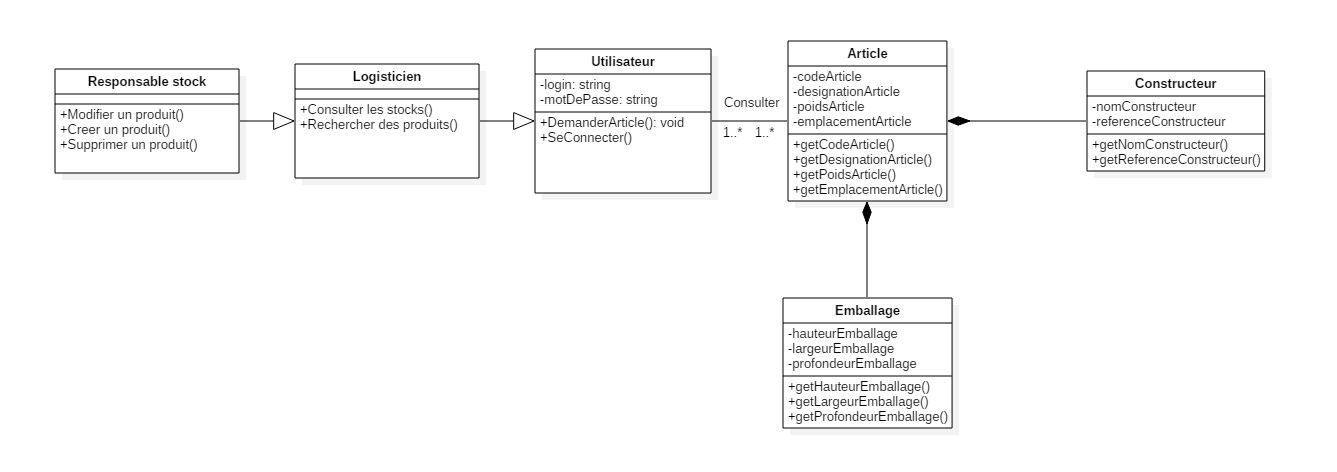 Responsable stock
+Modifier un produit()
+Creer un produit()
+Supprimer un produit()
Logisticien
+Consulter les stocks()
+Rechercher des produits()
Utilisateur
-login: string
-motDePasse: string
+DemanderArticle(): void
+SeConnecter()
Consulter
1..* 1..*
Article
-codeArticle
-designationArticle
-poidsArticle
-emplacementArticle
+getCodeArticle()
+getDesignationArticle()
+getPoidsArticle()
+getEmplacementArticle()
Constructeur
-nomConstructeur
-referenceConstructeur
+getNomConstructeur()
+getReferenceConstructeur()
Emballage
-hauteurEmballage
-largeurEmballage
-profondeurEmballage
+getHauteurEmballage()
+getLargeurEmballage()
+getProfondeurEmballage()